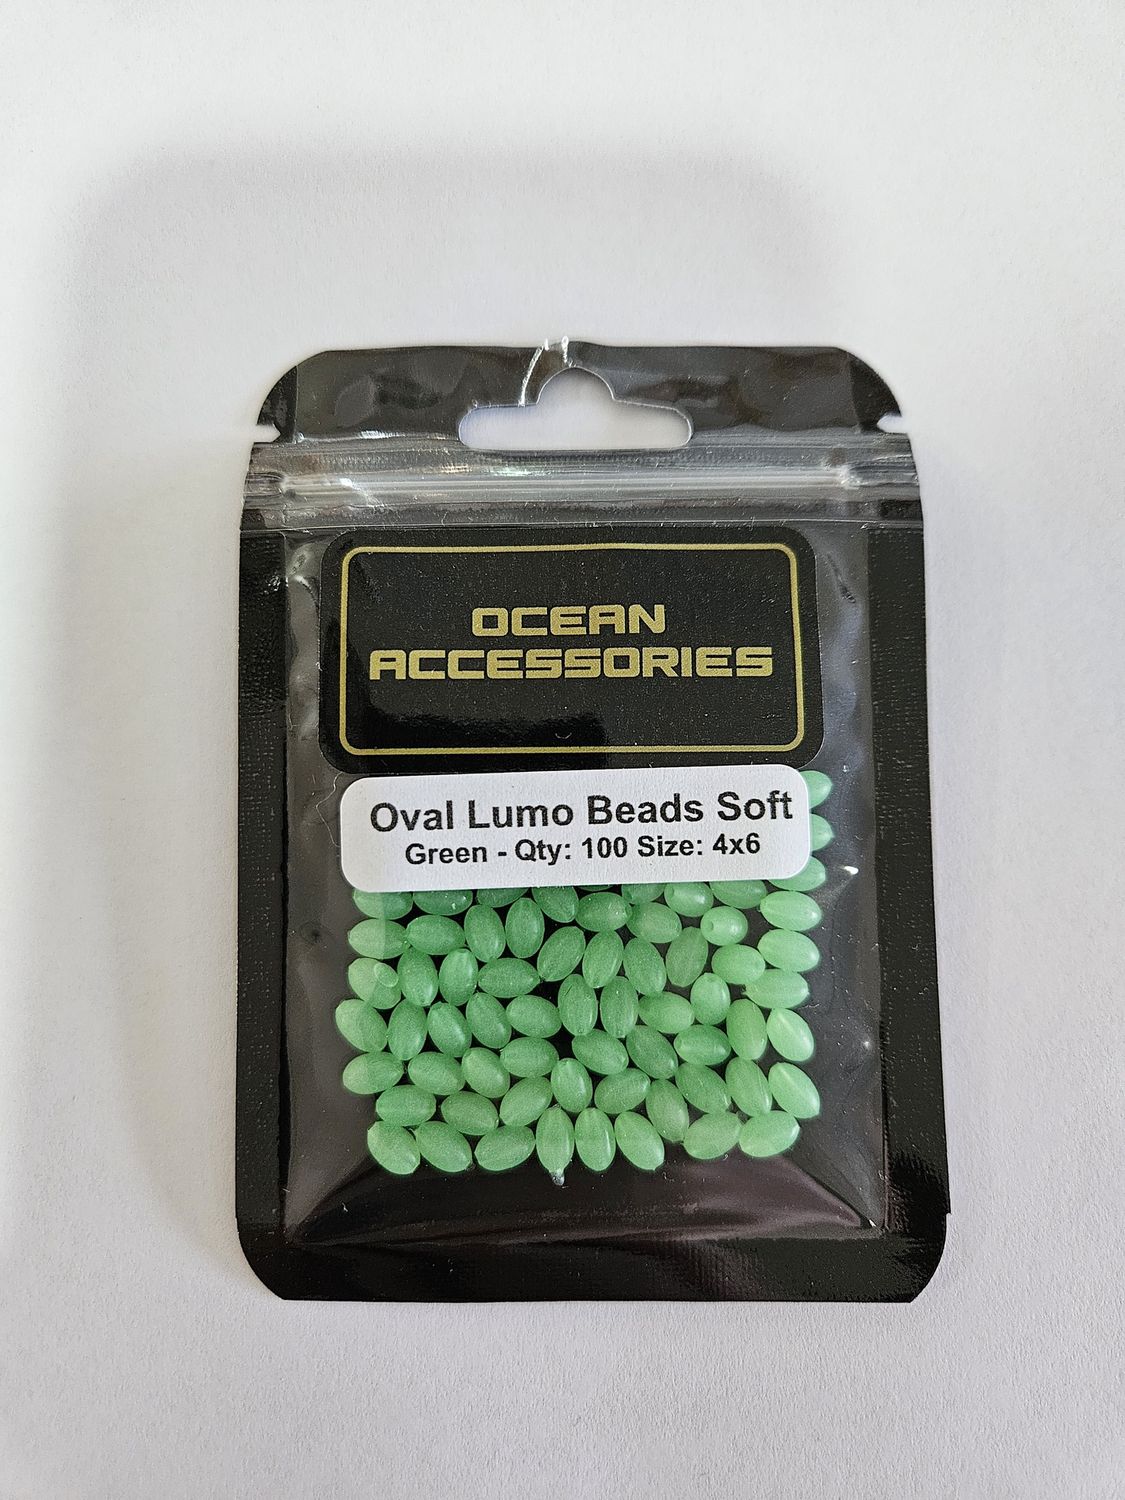 OCEAN
ACCESSORIES
Oval Lumo Beads Soft
Green - Qty: 100 Size: 4x6